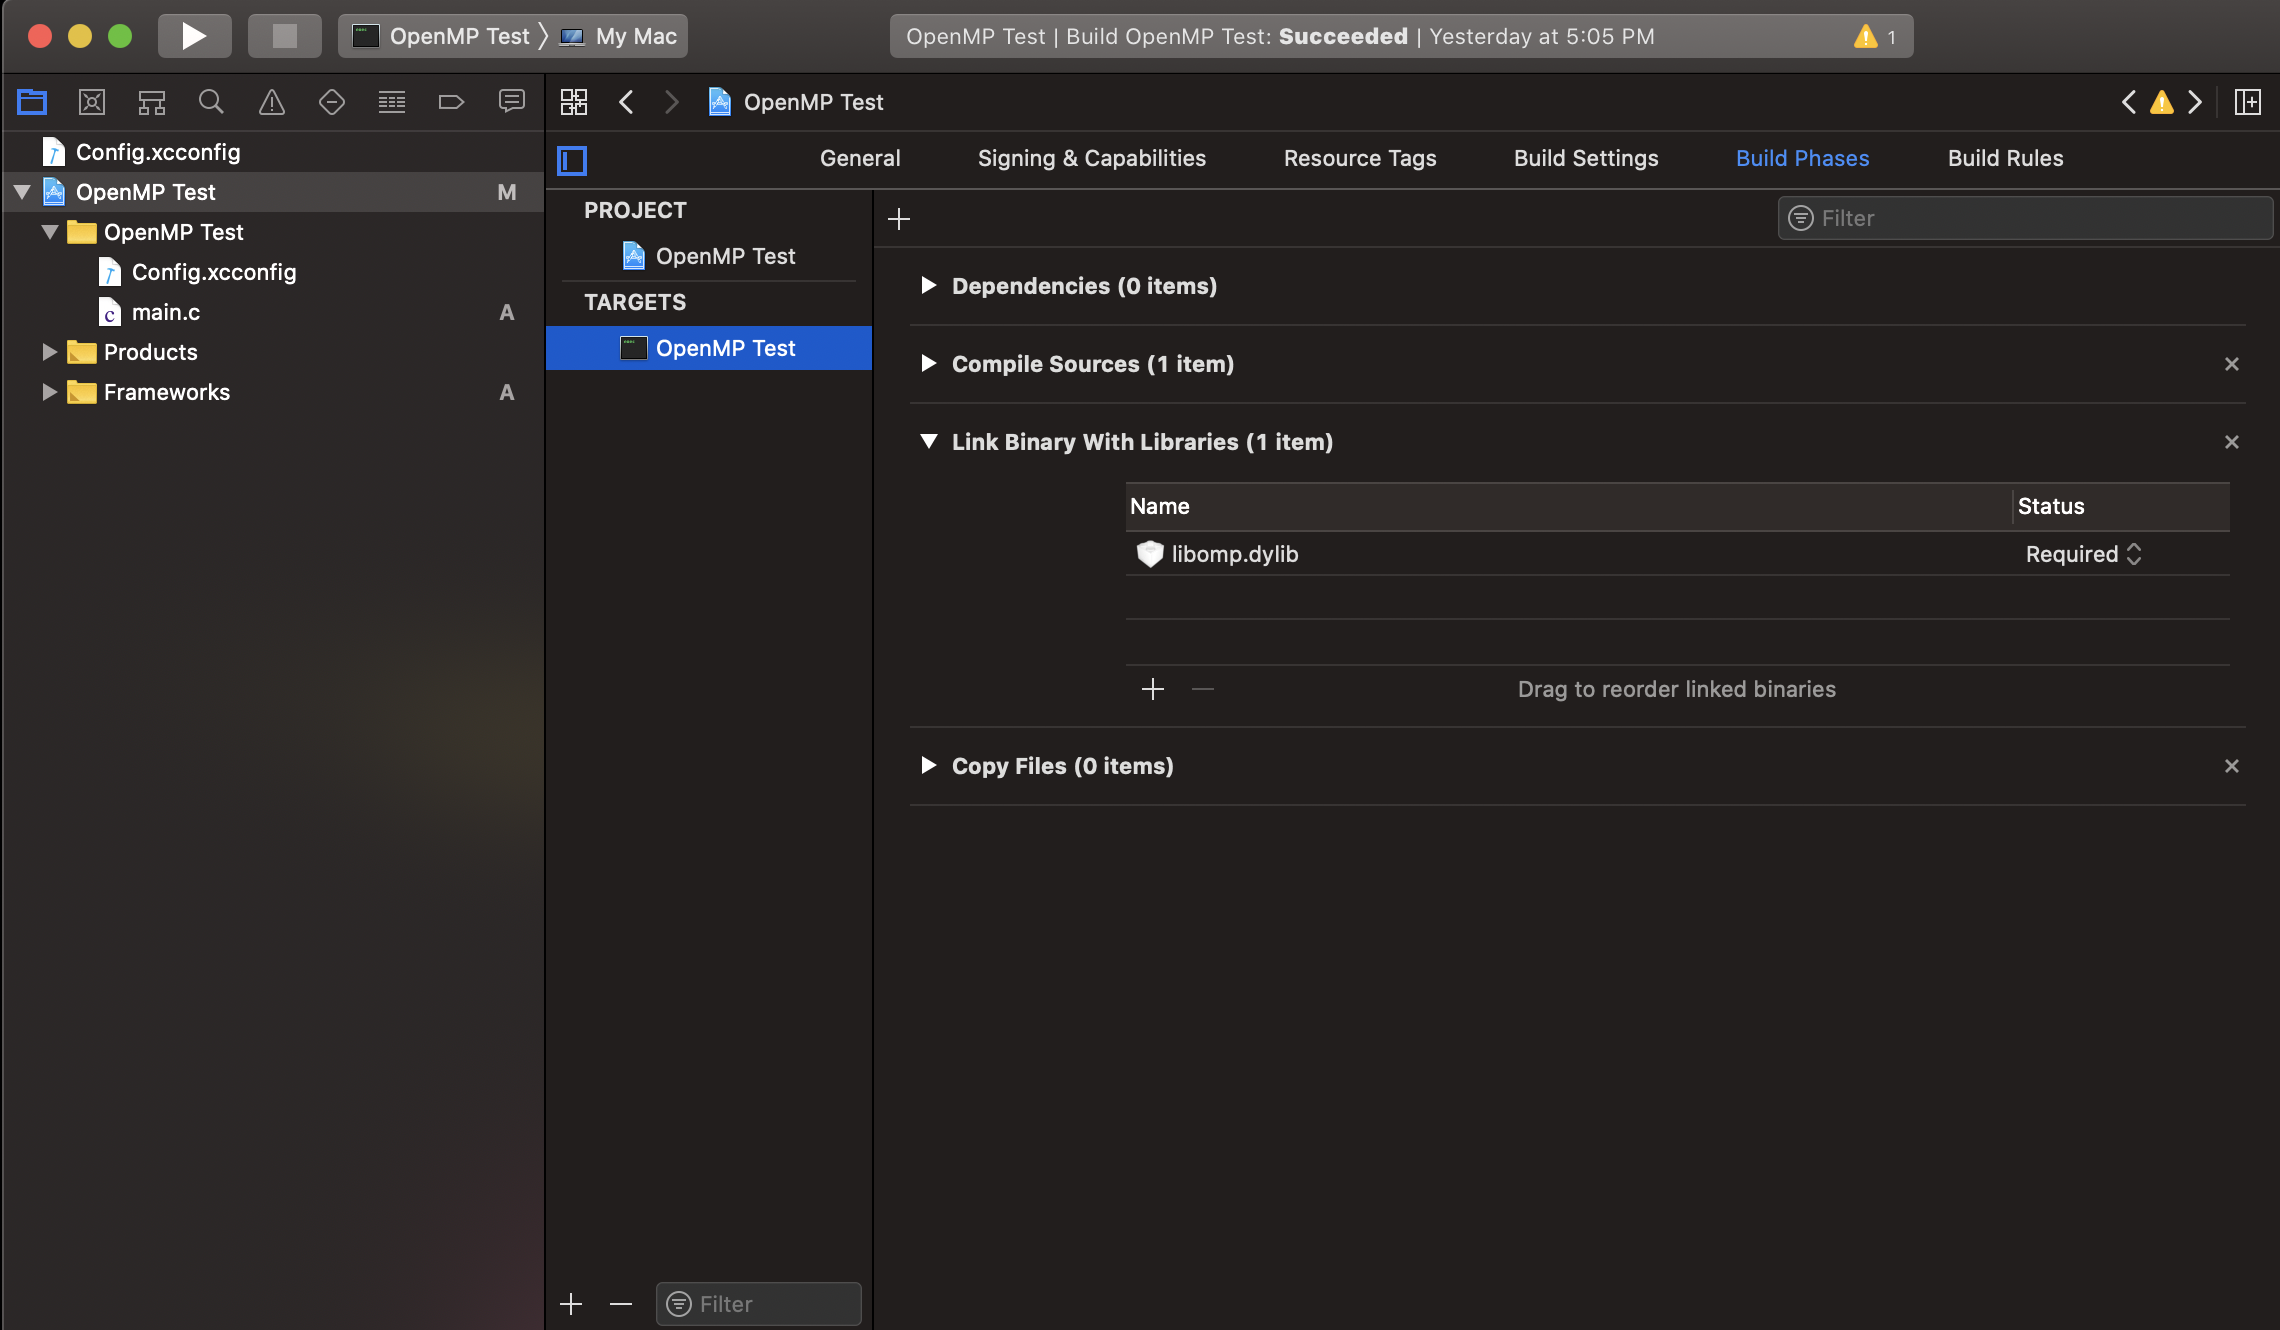 OpenMP Test 〉 My Mac
OpenMP Test | Build OpenMP Test: Succeeded | Yesterday at 5:05 PM
1
OpenMP Test
Config.xcconfig
OpenMP Test M
OpenMP Test
Config.xcconfig
main.c A
Products
Frameworks A
General Signing & Capabilities Resource Tags Build Settings Build Phases Build Rules
PROJECT
OpenMP Test
TARGETS
OpenMP Test
Filter
Filter
Dependencies (0 items)
Compile Sources (1 item)
Link Binary With Libraries (1 item)
Name Status
libomp.dylib Required
Drag to reorder linked binaries
Copy Files (0 items)